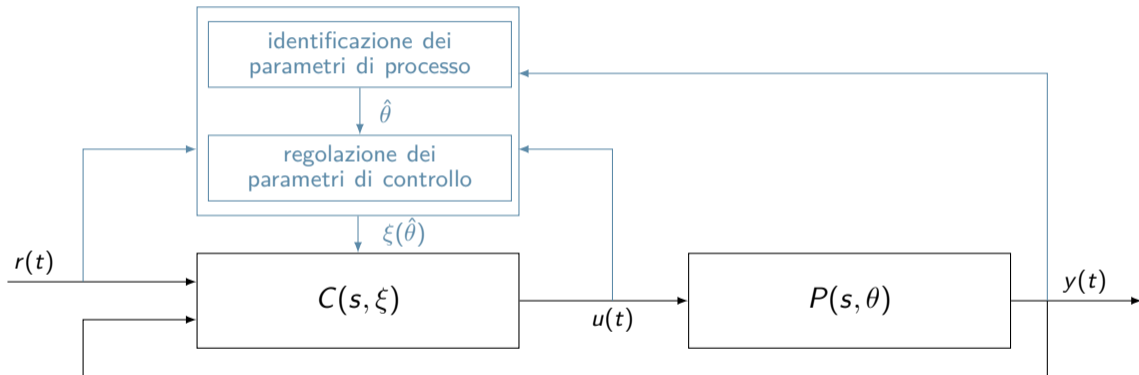 identificazione dei
parametri di processo
θ̂
regolazione dei
parametri di controllo
ξ(θ̂)
r(t)
C(s, ξ)
u(t)
P(s, θ)
y(t)